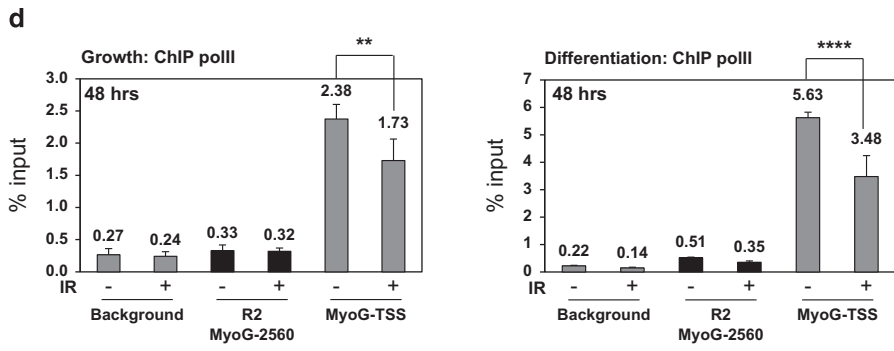 d
Growth: ChIP polII
**
3.0
2.5
2.0
1.5
1.0
0.5
0.0
% input
48 hrs
0.27
0.24
0.33
0.32
2.38
1.73
IR
- + - + - +
Background
R2
MyoG-2560
MyoG-TSS
Differentiation: ChIP polII
****
7
6
5
4
3
2
1
0
% input
48 hrs
0.22
0.14
0.51
0.35
5.63
3.48
IR
- + - + - +
Background
R2
MyoG-2560
MyoG-TSS